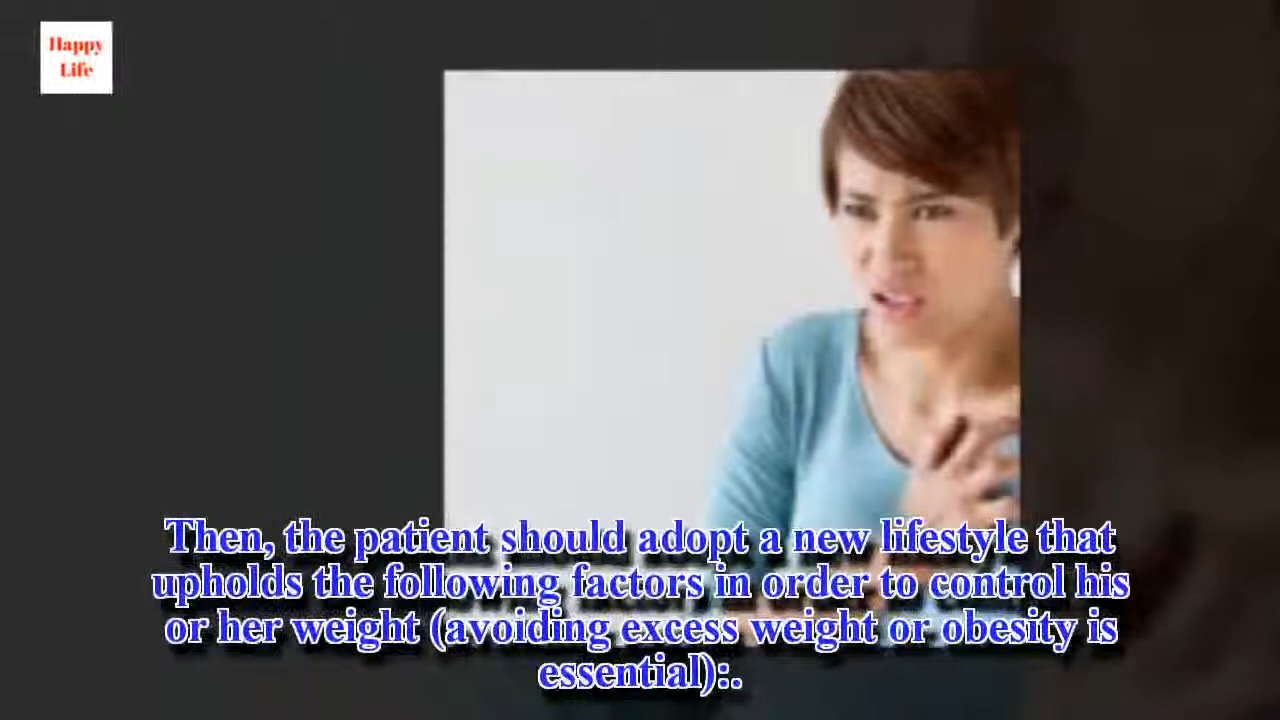 Happy
Life
Then, the patient should adopt a new lifestyle that
upholds the following factors in order to control his
or her weight (avoiding excess weight or obesity is
essential):.